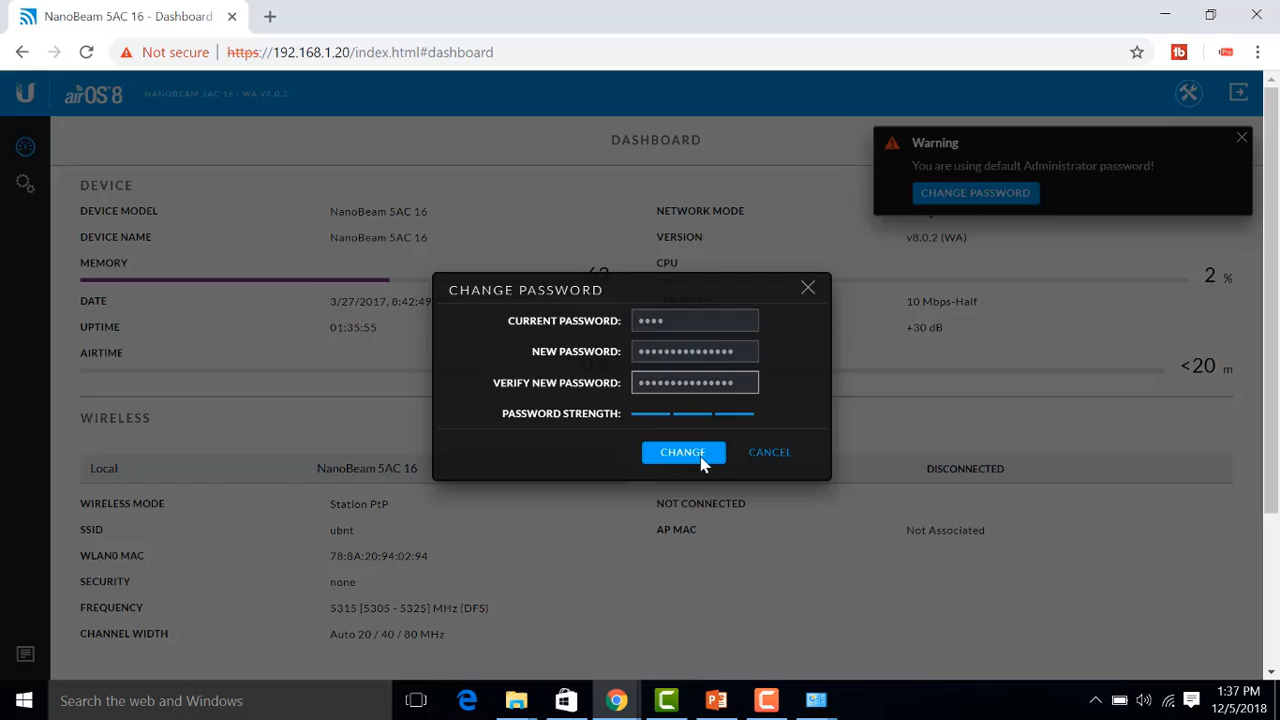 NanoBeam 5AC 16 - Dashboard
Not secure https://192.168.1.20/index.html#dashboard
Pro
airOS 8 NANOBEAM 5AC 16 | WA.V8.0.2
DASHBOARD
Warning
You are using default Administrator password!
CHANGE PASSWORD
DEVICE
DEVICE MODEL NanoBeam 5AC 16 NETWORK MODE
DEVICE NAME NanoBeam 5AC 16 VERSION v8.0.2 (WA)
MEMORY 63 CPU 2 %
DATE 3/27/2017, 8:42:49 10 Mbps-Half
UPTIME 01:35:55 +30 dB
AIRTIME <20 m
CHANGE PASSWORD
CURRENT PASSWORD: ••••
NEW PASSWORD: •••••••••••••••
VERIFY NEW PASSWORD: •••••••••••••••
PASSWORD STRENGTH:
CHANGE CANCEL
WIRELESS
Local NanoBeam 5AC 16 DISCONNECTED
WIRELESS MODE Station PtP NOT CONNECTED
SSID ubnt AP MAC Not Associated
WLAN0 MAC 78:8A:20:94:02:94
SECURITY none
FREQUENCY 5315 [5305 - 5325] MHz (DFS)
CHANNEL WIDTH Auto 20 / 40 / 80 MHz
Search the web and Windows
1:37 PM
12/5/2018